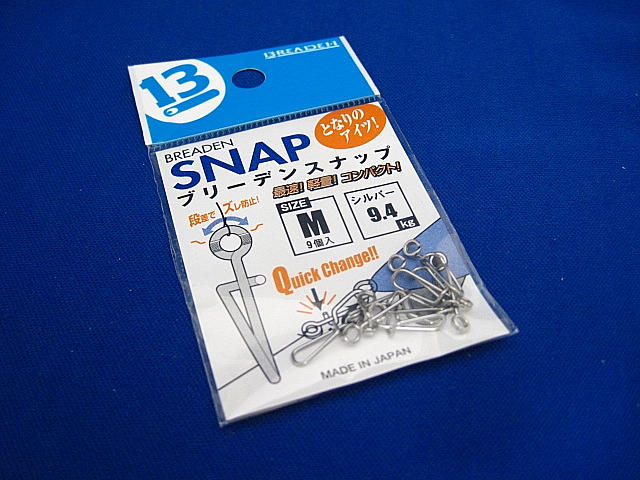 13
BREADEN
BREADEN
SNAP
となりの
アイツ!
ブリーデンスナップ
最速!軽量!コンパクト!
段差で ズレ防止!
SIZE
M
9個入
シルバー
9.4
kg
Quick Change!!
MADE IN JAPAN